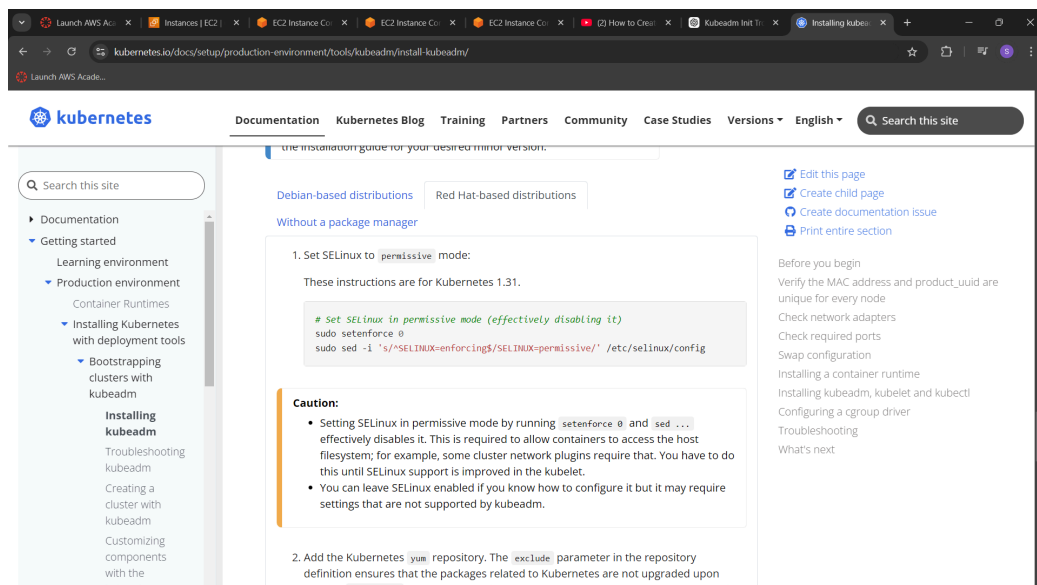 Launch AWS Aca
Instances | EC2 |
EC2 Instance Con
EC2 Instance Con
EC2 Instance Con
(2) How to Creat
Kubeadm Init Tro
Installing kubead
kubernetes.io/docs/setup/production-environment/tools/kubeadm/install-kubeadm/
S
Launch AWS Acade...
kubernetes
Documentation Kubernetes Blog Training Partners Community Case Studies Versions English Search this site
Search this site
Documentation
Getting started
Learning environment
Production environment
Container Runtimes
Installing Kubernetes
with deployment tools
Bootstrapping
clusters with
kubeadm
Installing
kubeadm
Troubleshooting
kubeadm
Creating a
cluster with
kubeadm
Customizing
components
with the
the installation guide for your desired minor version.
Debian-based distributions Red Hat-based distributions
Without a package manager
1. Set SELinux to permissive mode:
These instructions are for Kubernetes 1.31.
# Set SELinux in permissive mode (effectively disabling it)
sudo setenforce 0
sudo sed -i 's/^SELINUX=enforcing$/SELINUX=permissive/' /etc/selinux/config
Caution:
• Setting SELinux in permissive mode by running setenforce 0 and sed ...
effectively disables it. This is required to allow containers to access the host
filesystem; for example, some cluster network plugins require that. You have to do
this until SELinux support is improved in the kubelet.
• You can leave SELinux enabled if you know how to configure it but it may require
settings that are not supported by kubeadm.
2. Add the Kubernetes yum repository. The exclude parameter in the repository
definition ensures that the packages related to Kubernetes are not upgraded upon
Edit this page
Create child page
Create documentation issue
Print entire section
Before you begin
Verify the MAC address and product_uuid are
unique for every node
Check network adapters
Check required ports
Swap configuration
Installing a container runtime
Installing kubeadm, kubelet and kubectl
Configuring a cgroup driver
Troubleshooting
What's next